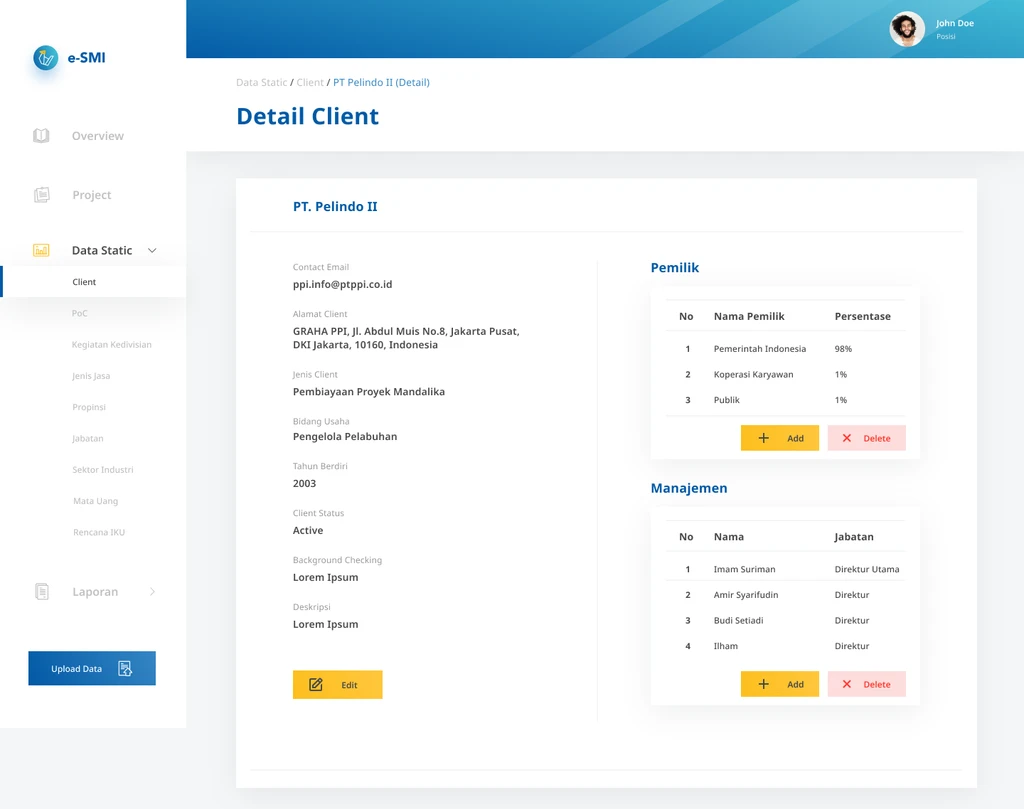 e-SMI
Overview
Project
Data Static
Client
PoC
Kegiatan Kedivisian
Jenis Jasa
Propinsi
Jabatan
Sektor Industri
Mata Uang
Rencana IKU
Laporan
Upload Data
John Doe
Posisi
Data Static / Client / PT Pelindo II (Detail)
Detail Client
PT. Pelindo II
Contact Email
ppi.info@ptppi.co.id
Alamat Client
GRAHA PPI, Jl. Abdul Muis No.8, Jakarta Pusat,
DKI Jakarta, 10160, Indonesia
Jenis Client
Pembiayaan Proyek Mandalika
Bidang Usaha
Pengelola Pelabuhan
Tahun Berdiri
2003
Client Status
Active
Background Checking
Lorem Ipsum
Deskripsi
Lorem Ipsum
Edit
Pemilik
No Nama Pemilik Persentase
1 Pemerintah Indonesia 98%
2 Koperasi Karyawan 1%
3 Publik 1%
Add Delete
Manajemen
No Nama Jabatan
1 Imam Suriman Direktur Utama
2 Amir Syarifudin Direktur
3 Budi Setiadi Direktur
4 Ilham Direktur
Add Delete